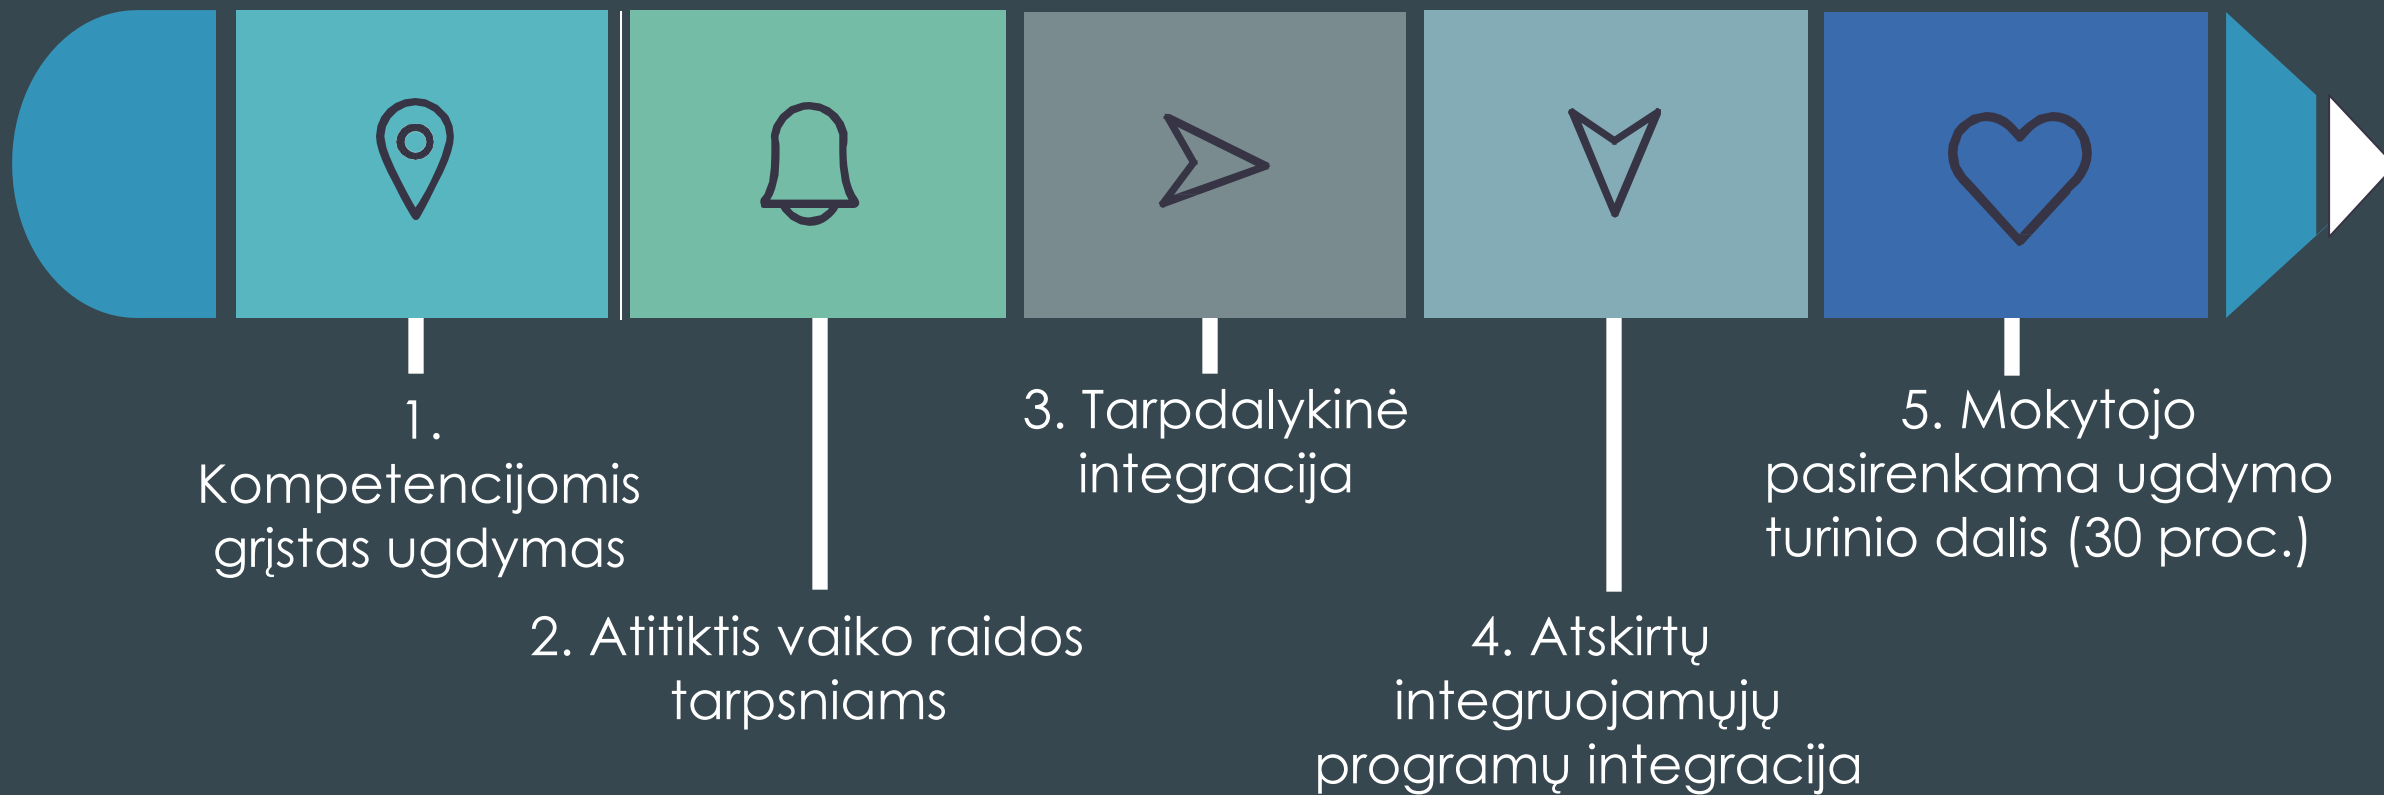 1.
Kompetencijomis
grįstas ugdymas
2. Atitiktis vaiko raidos
tarpsniams
3. Tarpdalykinė
integracija
4. Atskirtų
integruojamųjų
programų integracija
5. Mokytojo
pasirenkama ugdymo
turinio dalis (30 proc.)